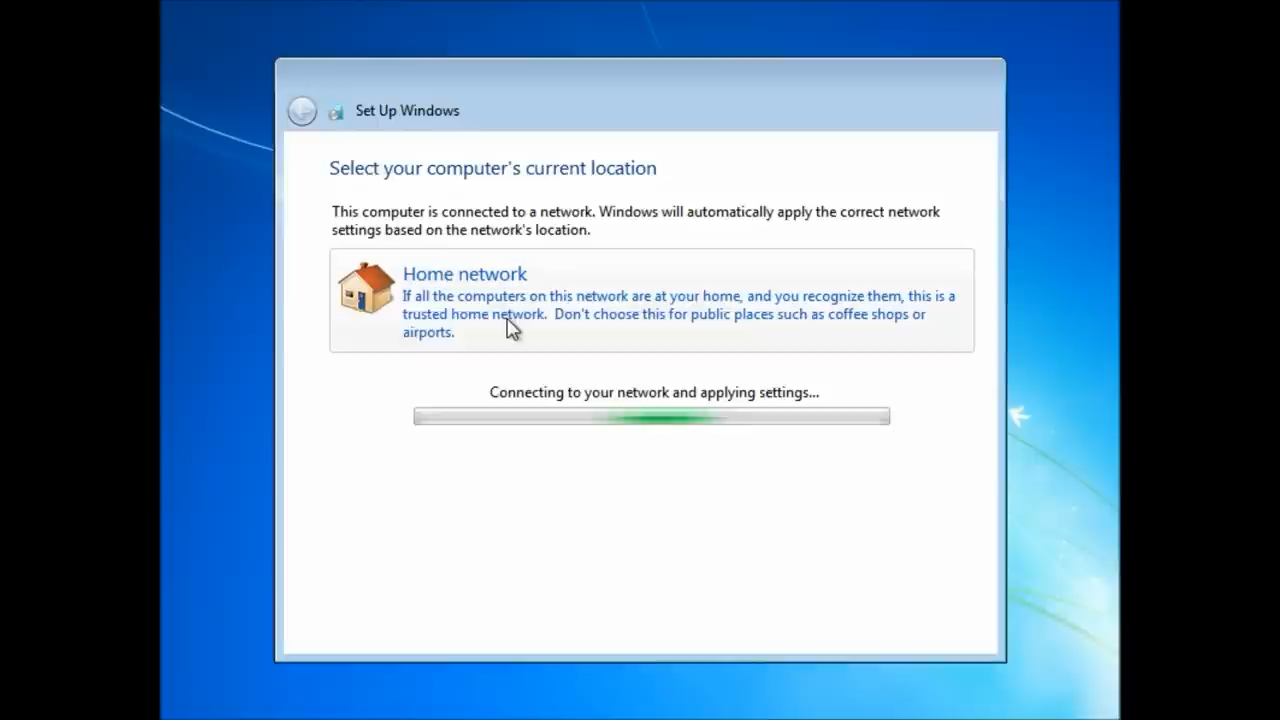 Set Up Windows
Select your computer's current location
This computer is connected to a network. Windows will automatically apply the correct network
settings based on the network's location.
Home network
If all the computers on this network are at your home, and you recognize them, this is a
trusted home network.  Don't choose this for public places such as coffee shops or
airports.
Connecting to your network and applying settings...